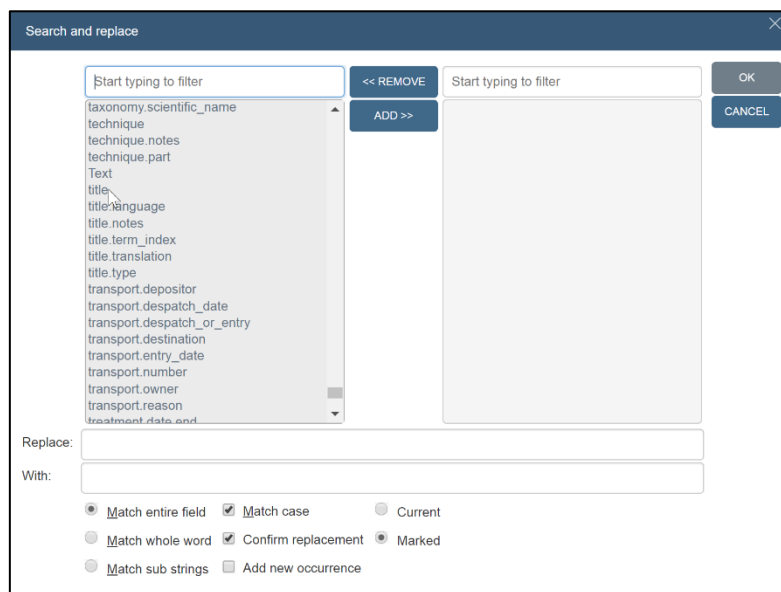 Search and replace
Start typing to filter
<< REMOVE
Start typing to filter
OK
ADD >>
CANCEL
taxonomy.scientific_name
technique
technique.notes
technique.part
Text
title
title.language
title.notes
title.term_index
title.translation
title.type
transport.depositor
transport.despatch_date
transport.despatch_or_entry
transport.destination
transport.entry_date
transport.number
transport.owner
transport.reason
treatment.date.end
Replace:
With:
Match entire field Match case Current
Match whole word Confirm replacement Marked
Match sub strings Add new occurrence